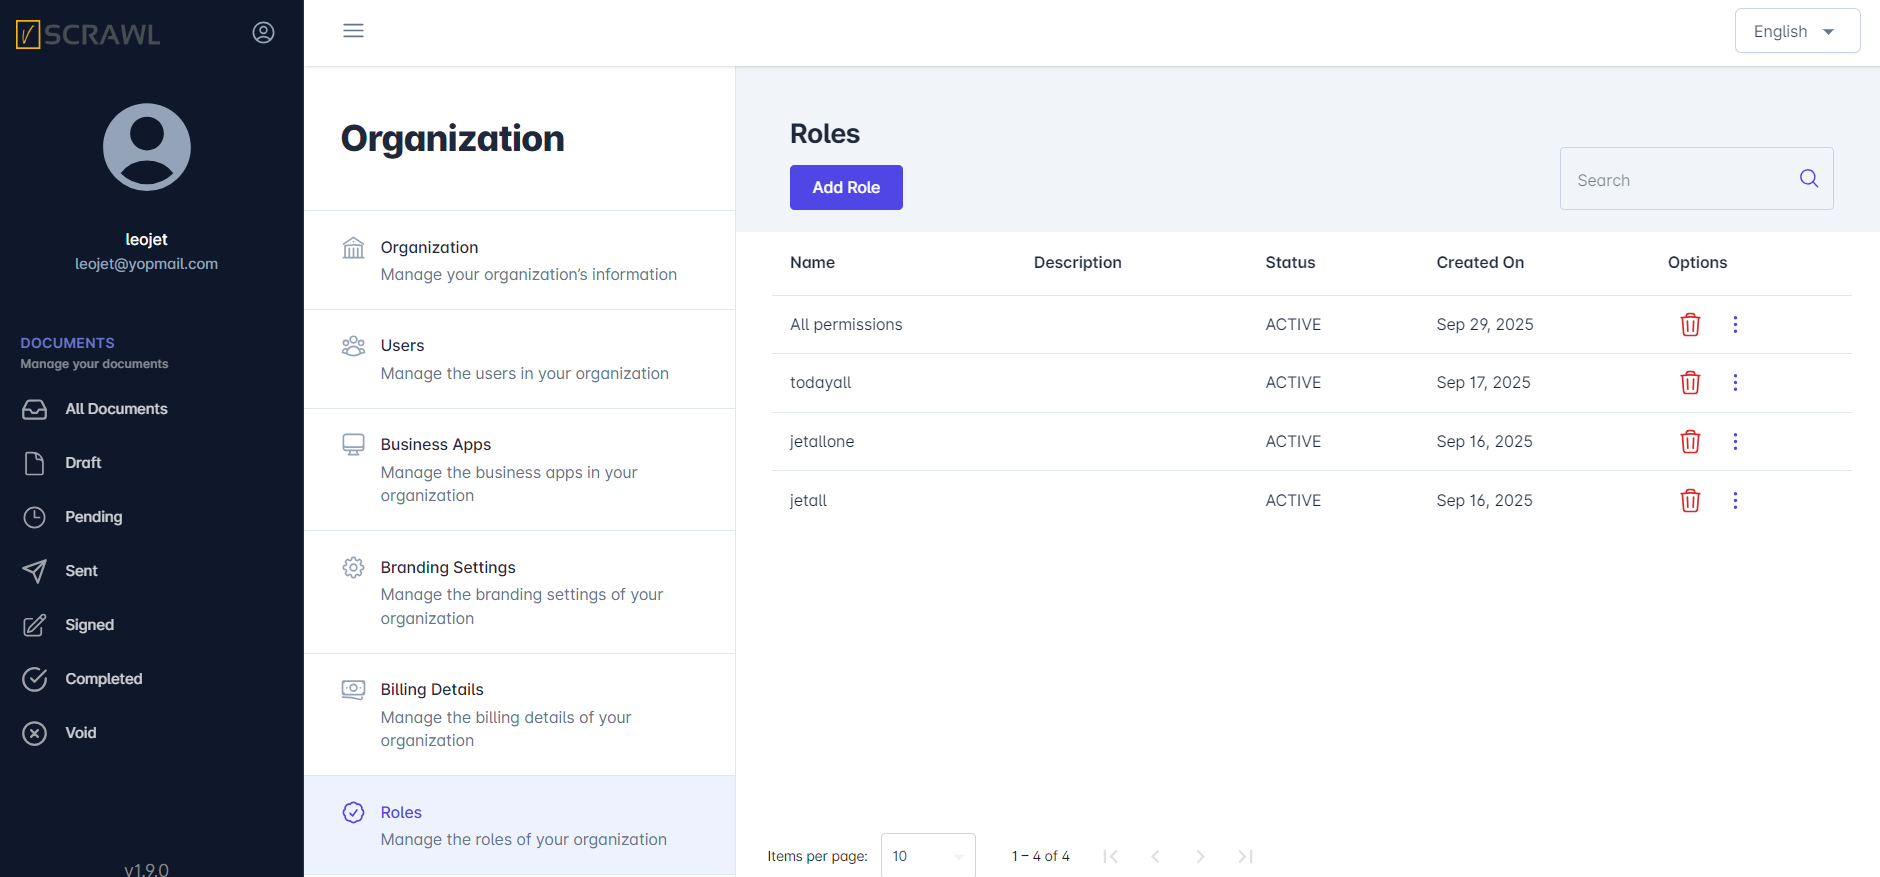 SCRAWL
English
leojet
leojet@yopmail.com
DOCUMENTS
Manage your documents
All Documents
Draft
Pending
Sent
Signed
Completed
Void
v1.9.0
Organization
Organization
Manage your organization's information
Users
Manage the users in your organization
Business Apps
Manage the business apps in your
organization
Branding Settings
Manage the branding settings of your
organization
Billing Details
Manage the billing details of your
organization
Roles
Manage the roles of your organization
Roles
Add Role
Search
Name Description Status Created On Options
All permissions ACTIVE Sep 29, 2025
todayall ACTIVE Sep 17, 2025
jetallone ACTIVE Sep 16, 2025
jetall ACTIVE Sep 16, 2025
Items per page: 10 1 – 4 of 4